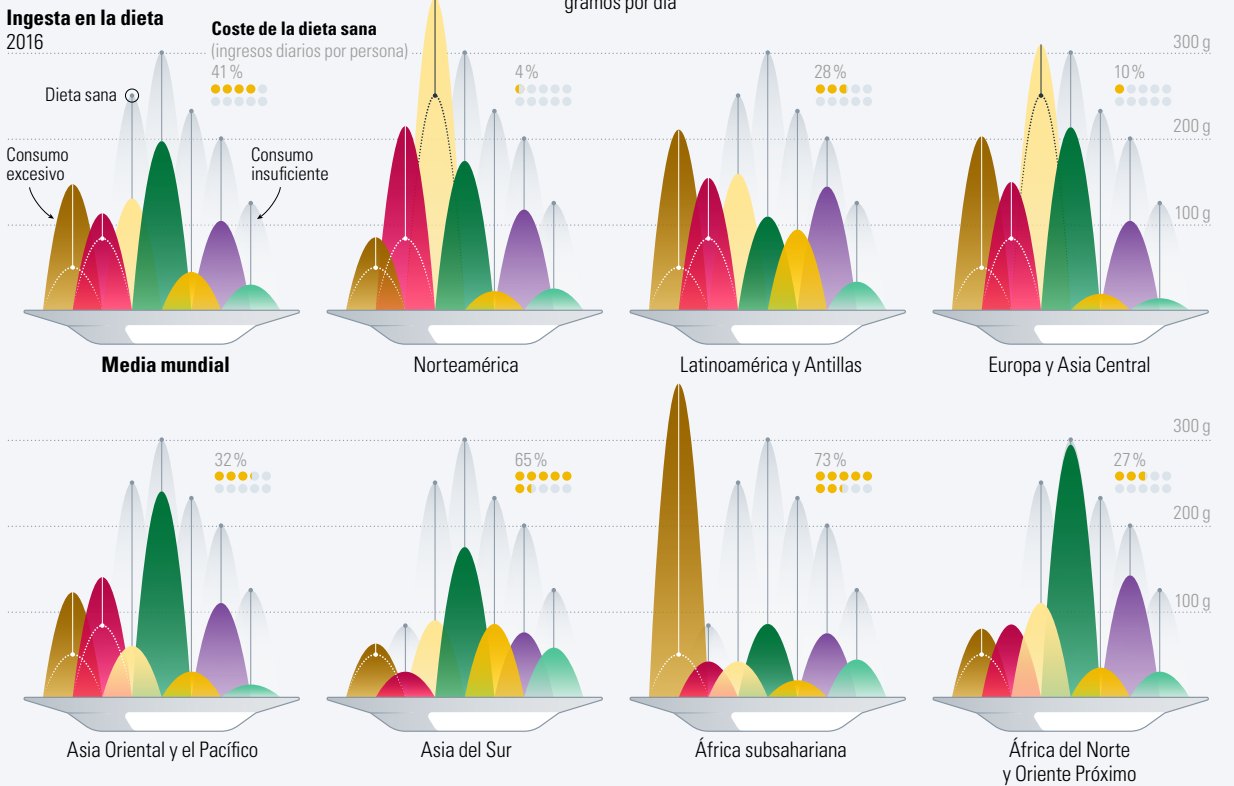 gramos por día
Ingesta en la dieta
2016
Coste de la dieta sana
(ingresos diarios por persona)
41 %
4 %
28 %
10 %
300 g
Dieta sana
Consumo
excesivo
Consumo
insuficiente
200 g
100 g
Media mundial
Norteamérica
Latinoamérica y Antillas
Europa y Asia Central
32 %
65 %
73 %
27 %
300 g
200 g
100 g
Asia Oriental y el Pacífico
Asia del Sur
África subsahariana
África del Norte
y Oriente Próximo